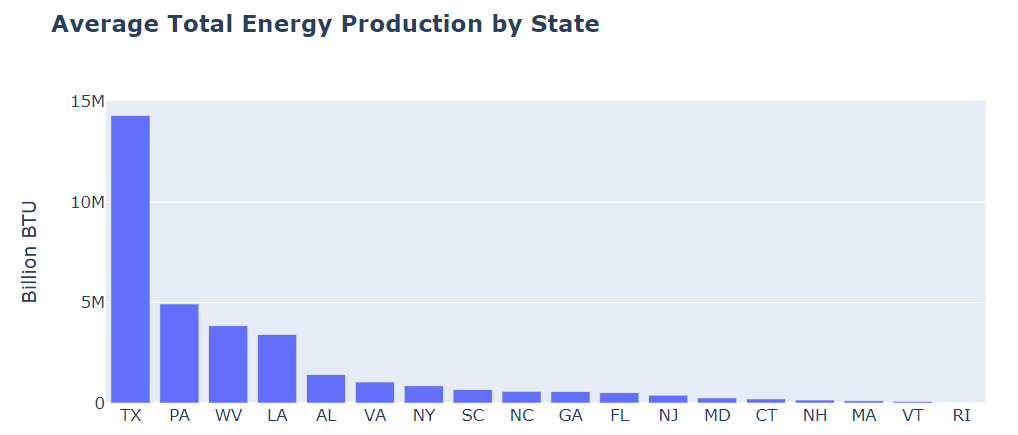 Average Total Energy Production by State
15M
10M
5M
0
Billion BTU
TX PA WV LA AL VA NY SC NC GA FL NJ MD CT NH MA VT RI